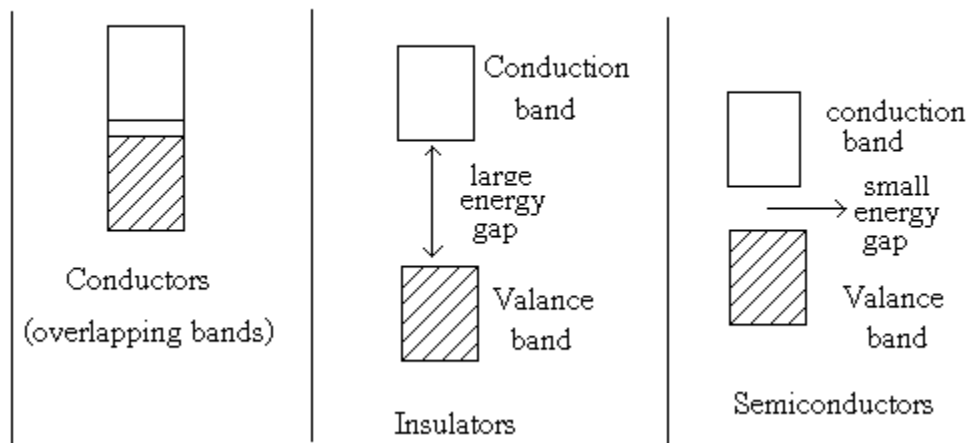 Conductors
(overlapping bands)
Conduction
band
large
energy
gap
Valance
band
Insulators
conduction
band
small
energy
gap
Valance
band
Semiconductors